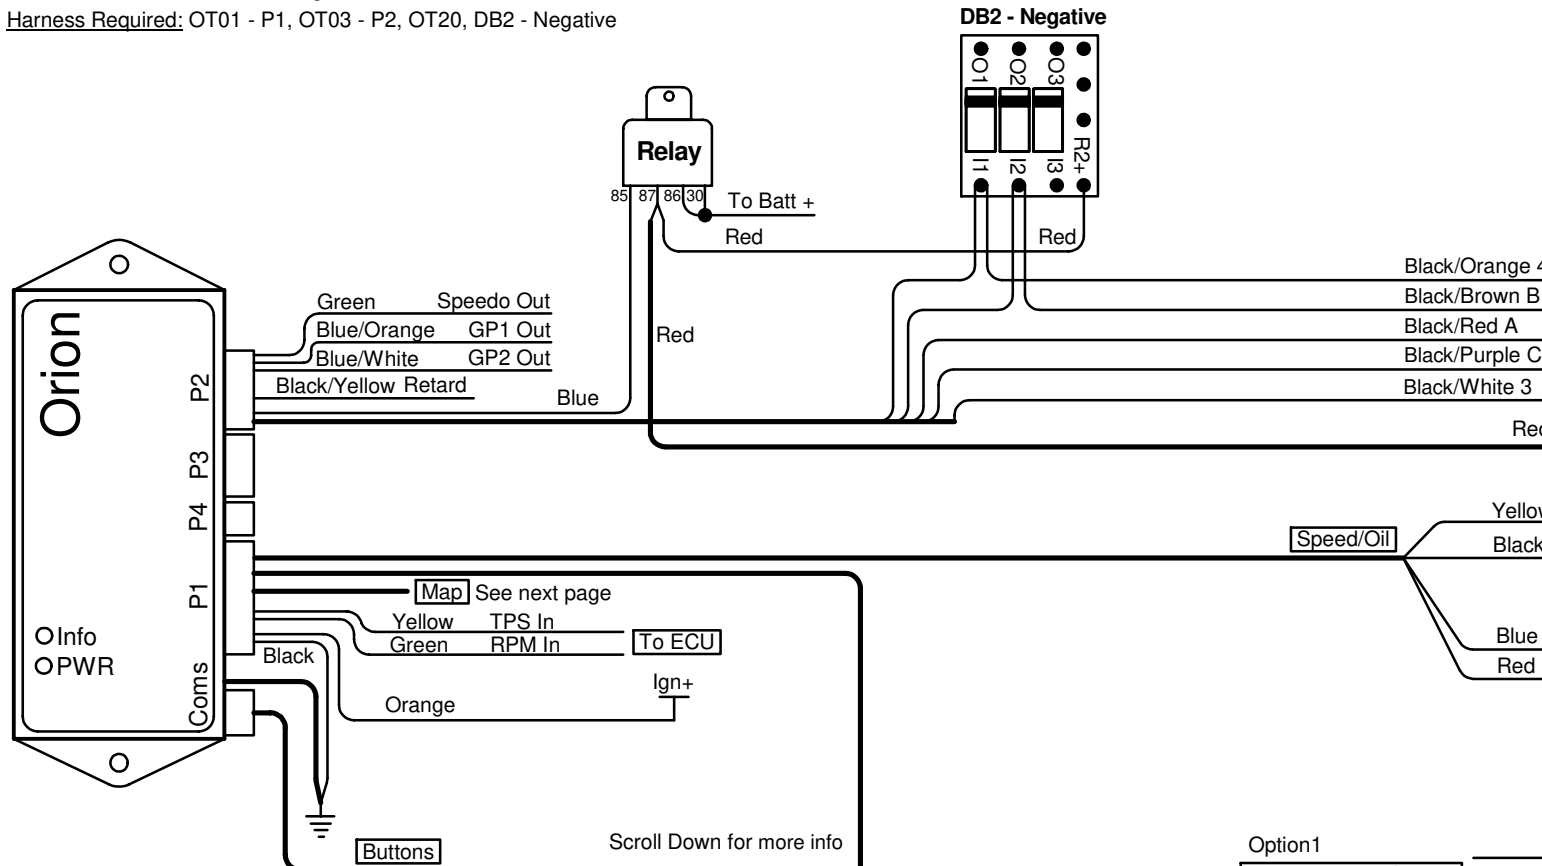 Harness Required: OT01 - P1, OT03 - P2, OT20, DB2 - Negative
DB2 - Negative
O1 O2 O3
R2+
I1 I2 I3
Relay
85 87 86 30
To Batt +
Red
Red
Black/Orange 4
Black/Brown B
Black/Red A
Black/Purple C
Black/White 3
Red
Orion
P2
P3
P4
P1
Coms
Info
PWR
Green Speedo Out
Blue/Orange GP1 Out
Blue/White GP2 Out
Black/Yellow Retard
Blue
Red
Speed/Oil
Yellow
Black
Blue
Red
Map See next page
Yellow TPS In
Green RPM In
To ECU
Black
Orange
Ign+
Buttons
Scroll Down for more info
Option1